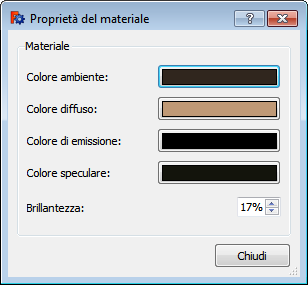 Proprietà del materiale
Materiale
Colore ambiente:
Colore diffuso:
Colore di emissione:
Colore speculare:
Brillantezza: 17%
Chiudi